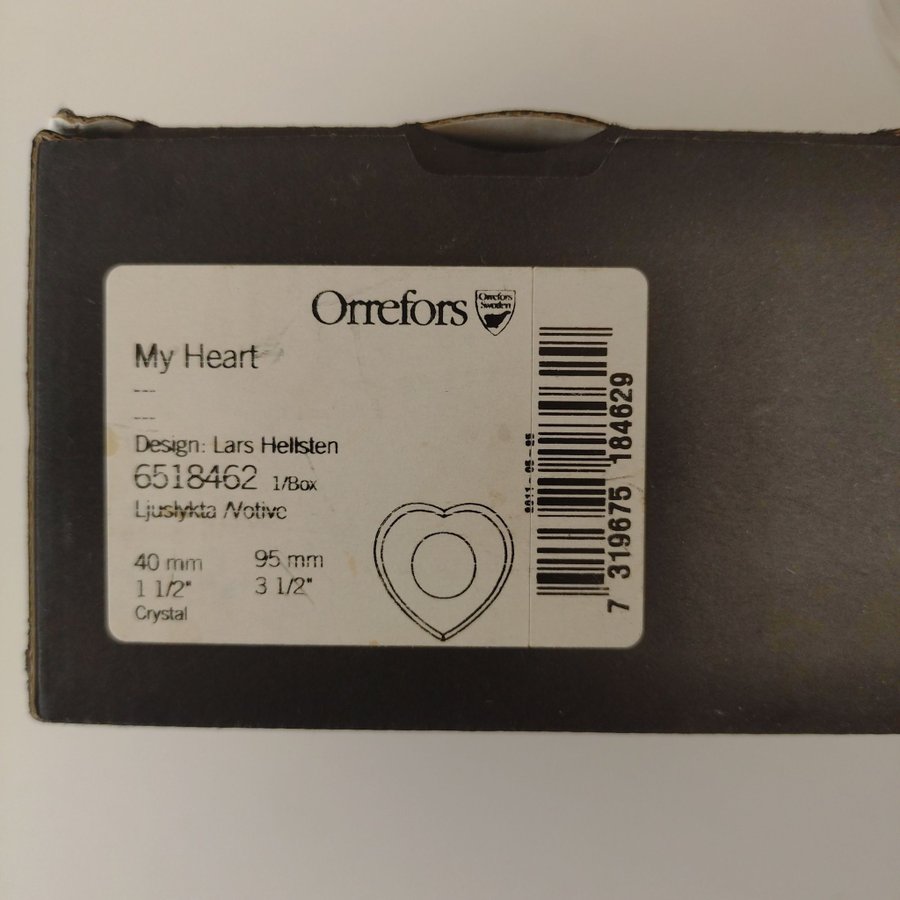 Orrefors
Orrefors
Sweden
My Heart
---
---
Design: Lars Hellsten
6518462 1/Box
Ljuslykta /Votive
40 mm 95 mm
1 1/2" 3 1/2"
Crystal
7 319675 184629